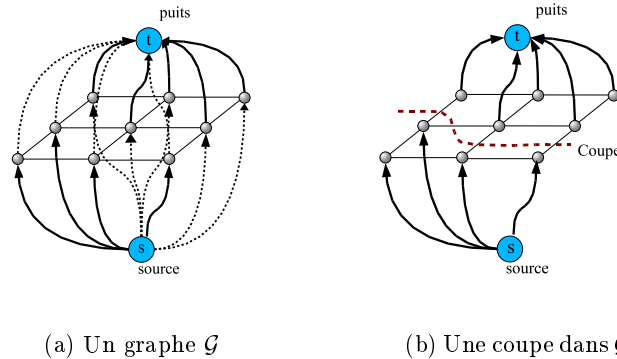 puits
puits
t
t
Coupe
s
s
source
source
(a) Un graphe G
(b) Une coupe dans